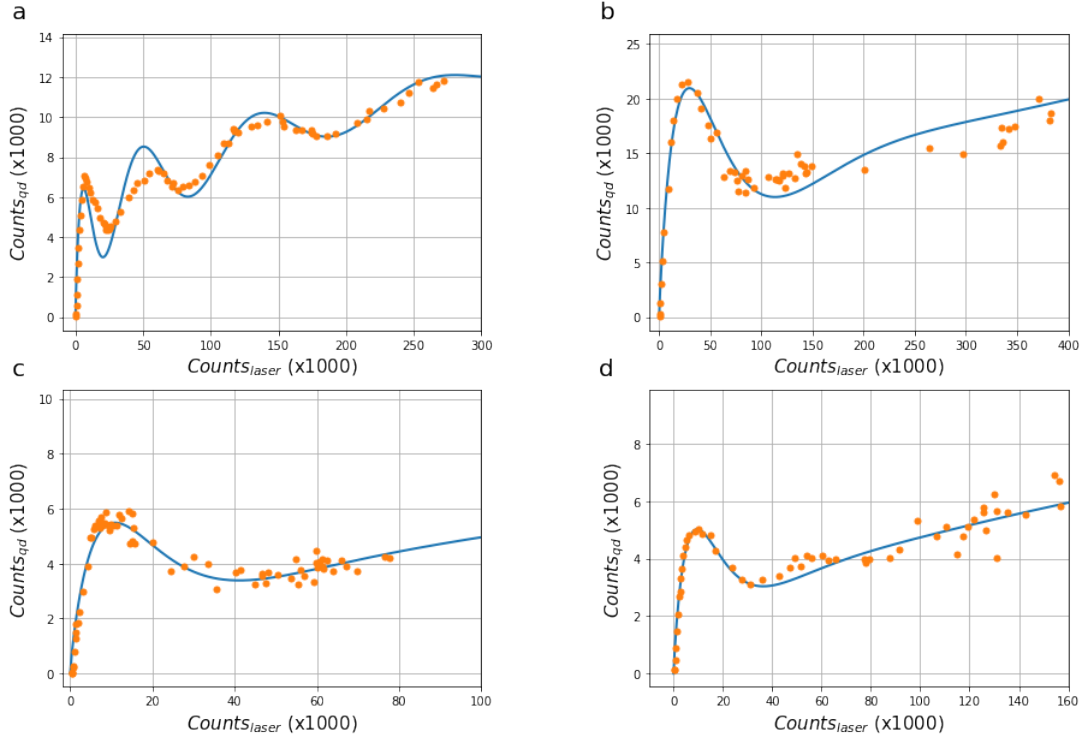 a
14
12
10
8
6
4
2
0
Counts_qd (x1000)
0 50 100 150 200 250 300
Counts_laser (x1000)
b
25
20
15
10
5
0
Counts_qd (x1000)
0 50 100 150 200 250 300 350 400
Counts_laser (x1000)
c
10
8
6
4
2
0
Counts_qd (x1000)
0 20 40 60 80 100
Counts_laser (x1000)
d
8
6
4
2
0
Counts_qd (x1000)
0 20 40 60 80 100 120 140 160
Counts_laser (x1000)